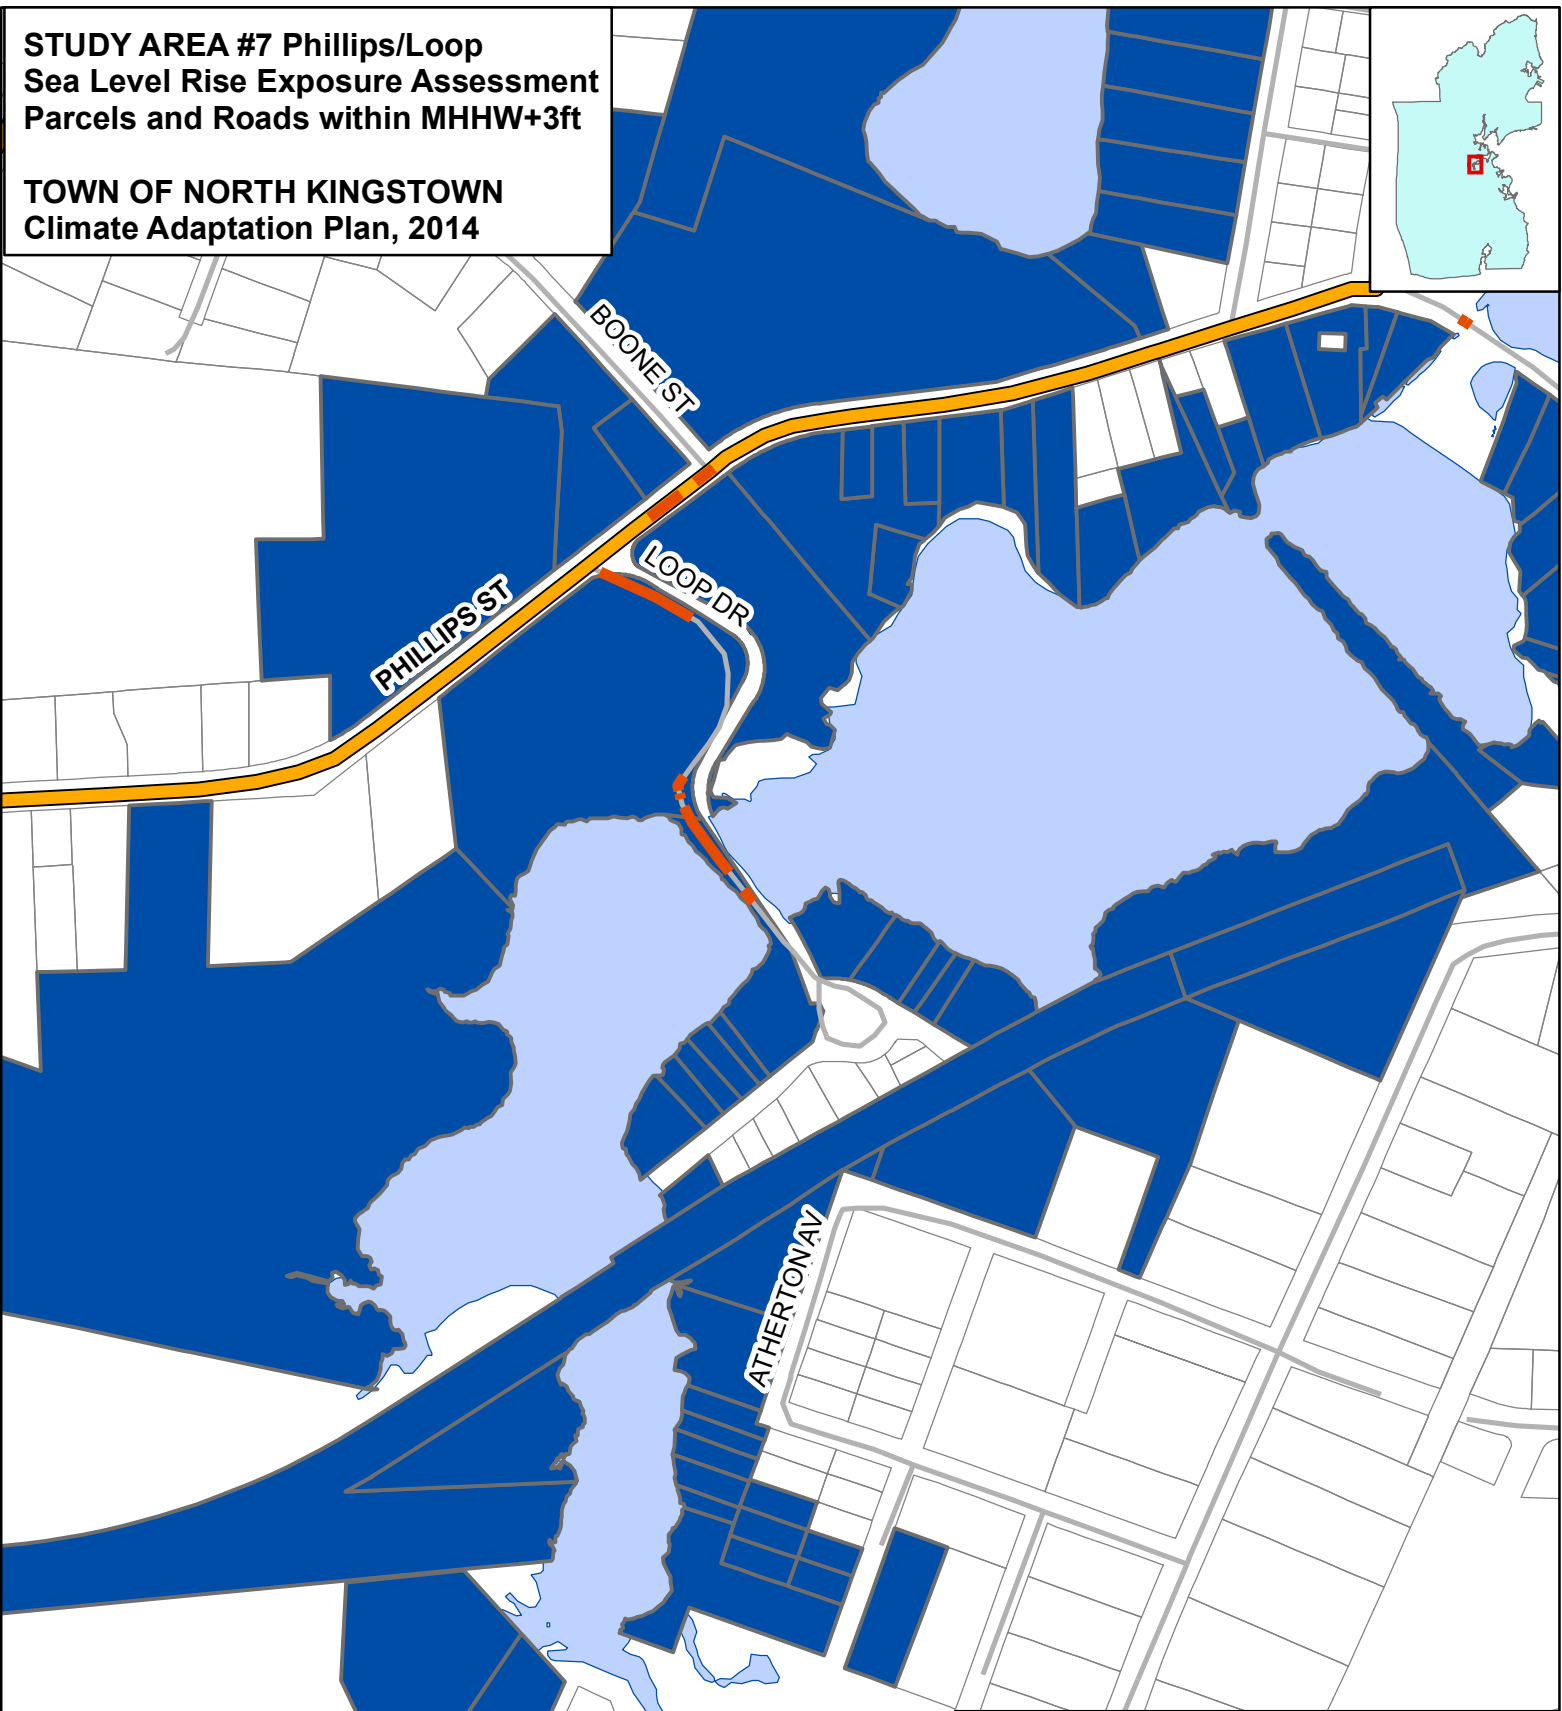 STUDY AREA #7 Phillips/Loop
Sea Level Rise Exposure Assessment
Parcels and Roads within MHHW+3ft
TOWN OF NORTH KINGSTOWN
Climate Adaptation Plan, 2014
BOONE ST
LOOP DR
PHILLIPS ST
ATHERTON AV